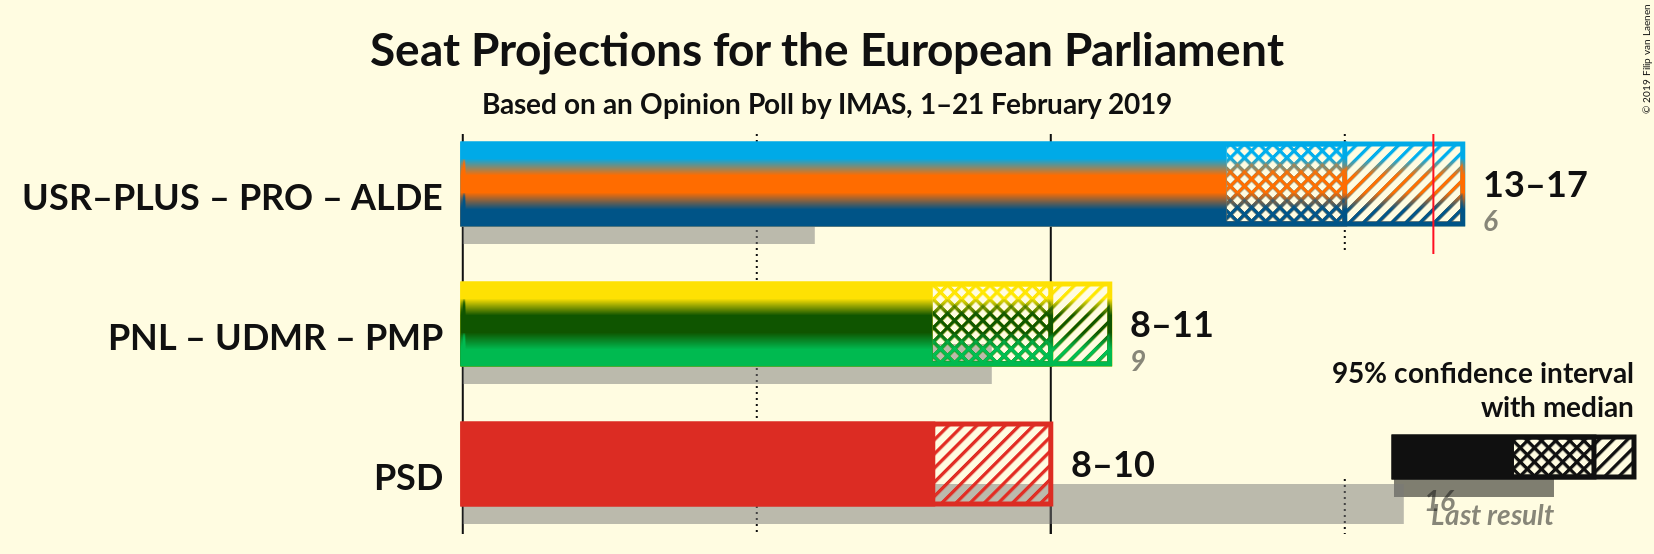 Seat Projections for the European Parliament
Based on an Opinion Poll by IMAS, 1–21 February 2019
© 2019 Filip van Laenen
USR–PLUS – PRO – ALDE
13–17
6
PNL – UDMR – PMP
8–11
9
PSD
8–10
16
95% confidence interval
with median
Last result